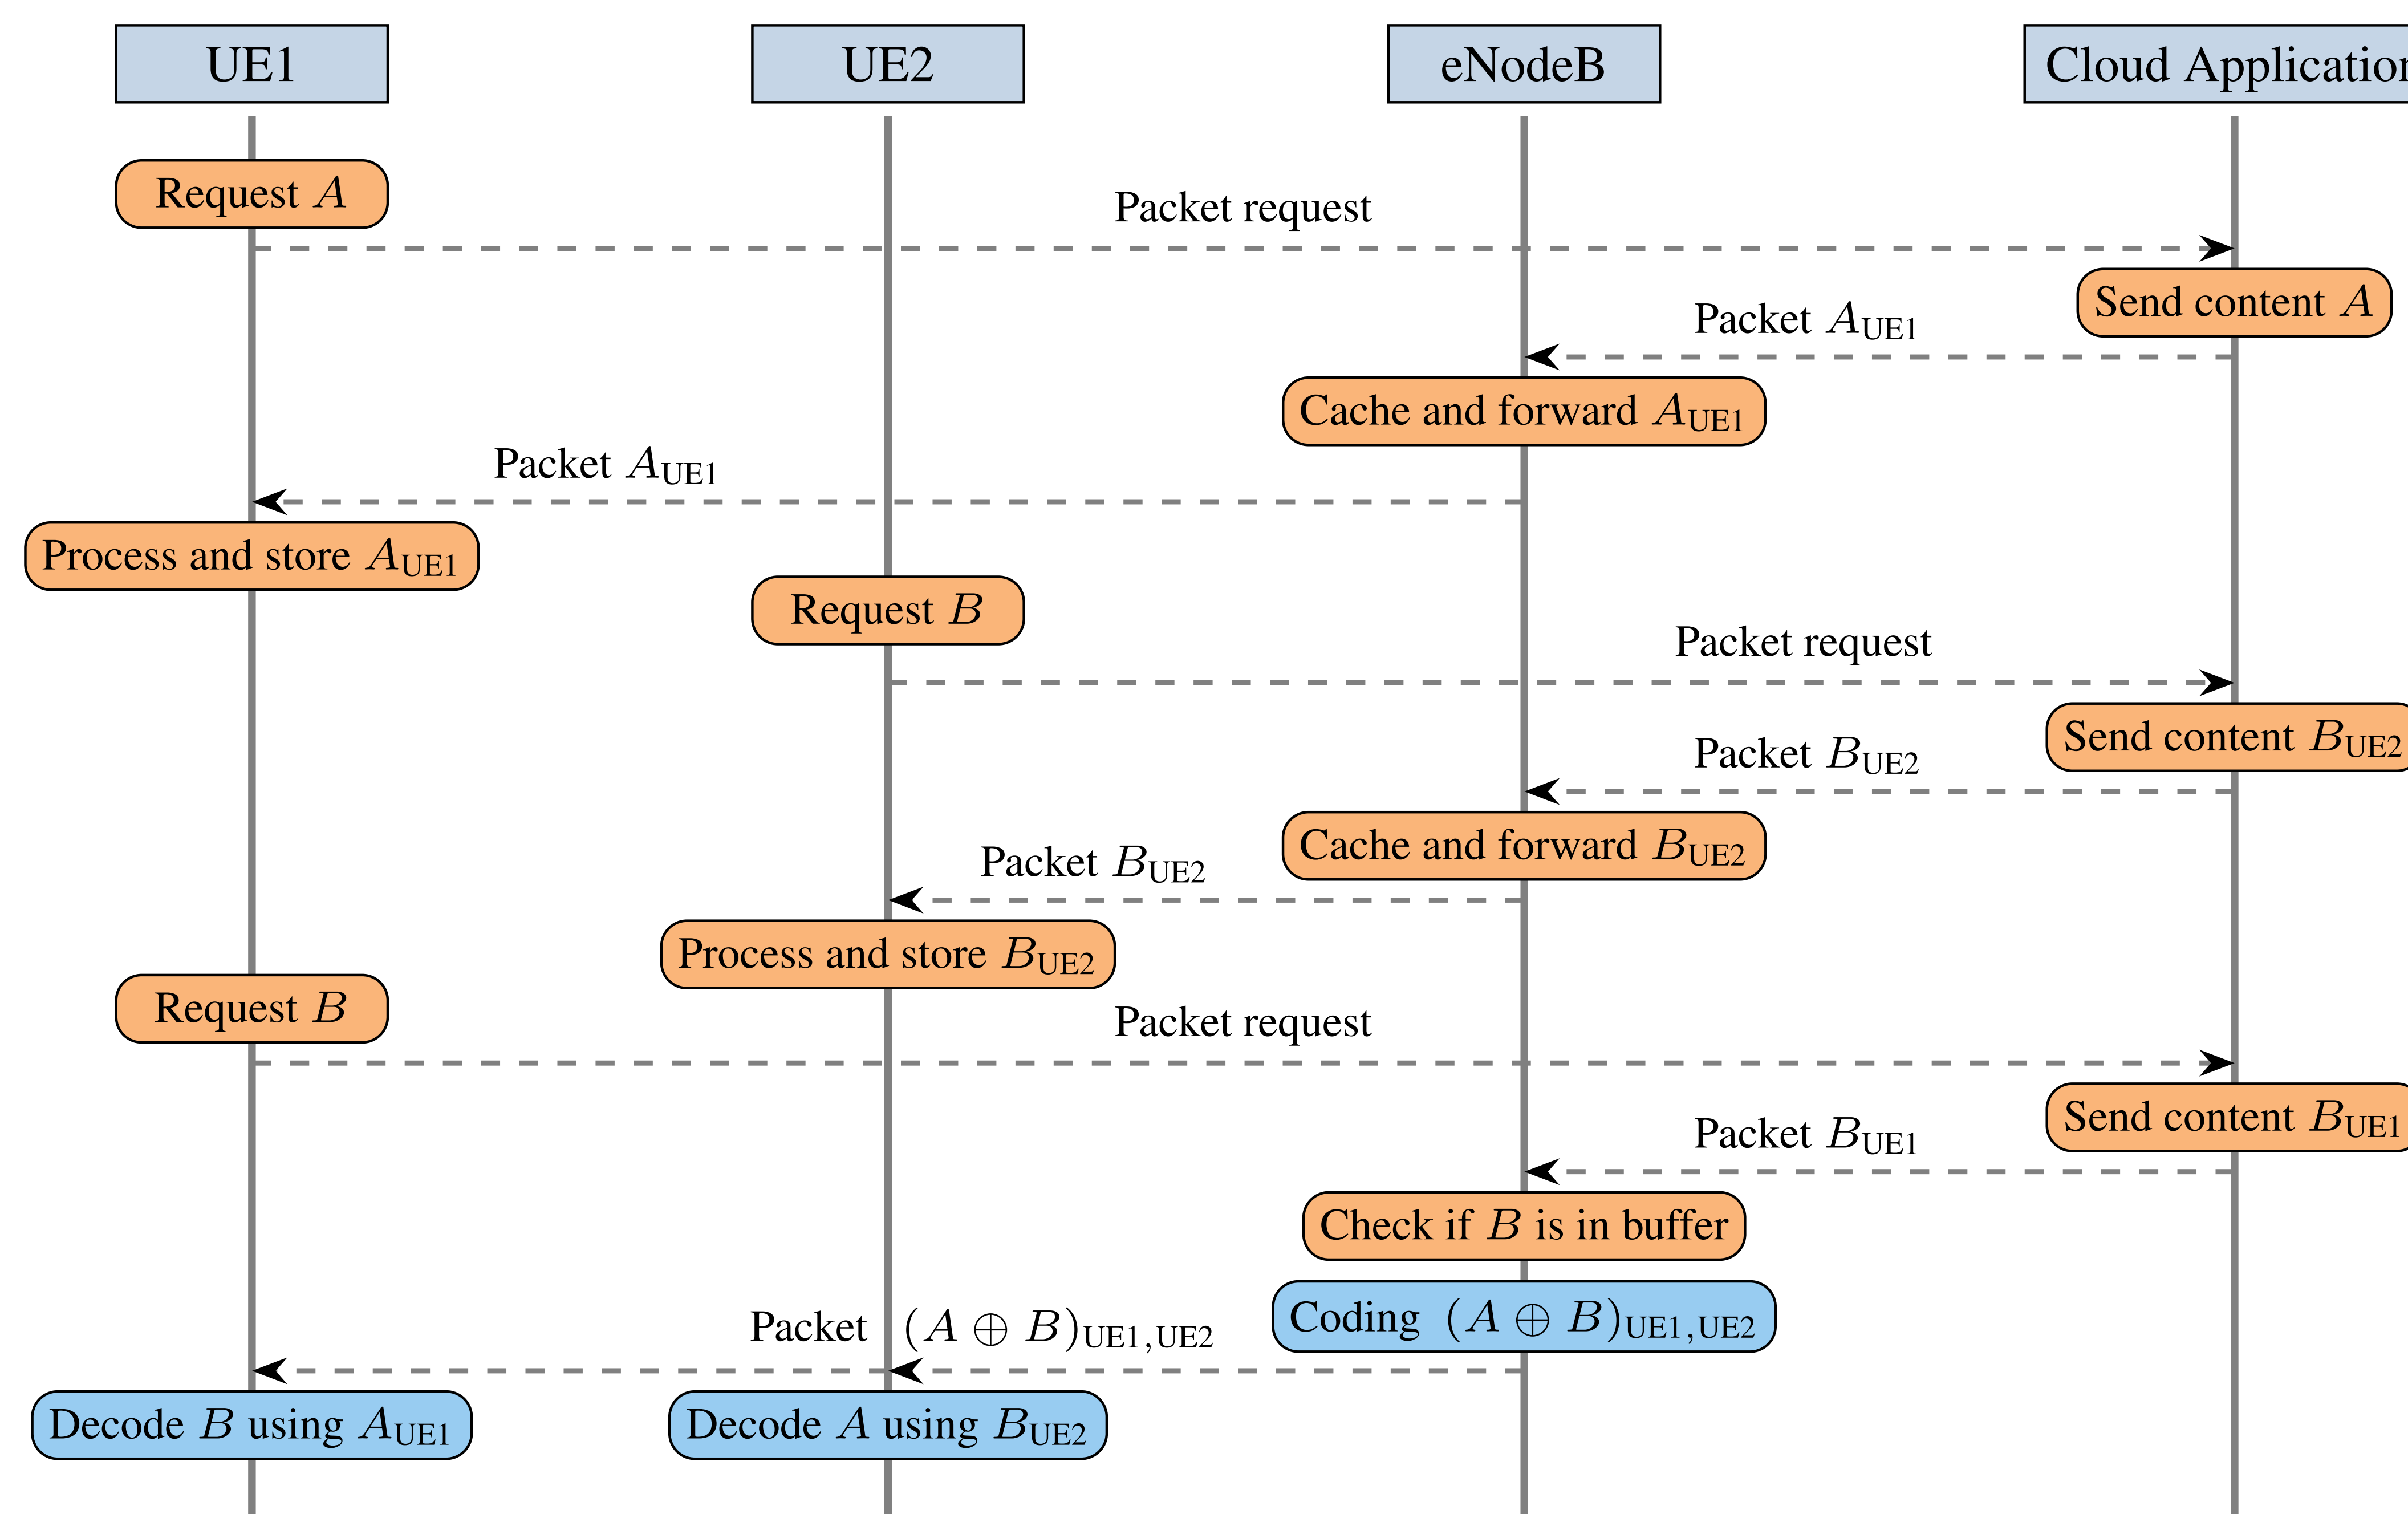 UE1
UE2
eNodeB
Cloud Application
Request A
Packet request
Send content A
Packet A_UE1
Cache and forward A_UE1
Packet A_UE1
Process and store A_UE1
Request B
Packet request
Send content B_UE2
Packet B_UE2
Cache and forward B_UE2
Packet B_UE2
Process and store B_UE2
Request B
Packet request
Send content B_UE1
Packet B_UE1
Check if B is in buffer
Coding (A ⊕ B)_UE1,UE2
Packet (A ⊕ B)_UE1,UE2
Decode B using A_UE1
Decode A using B_UE2